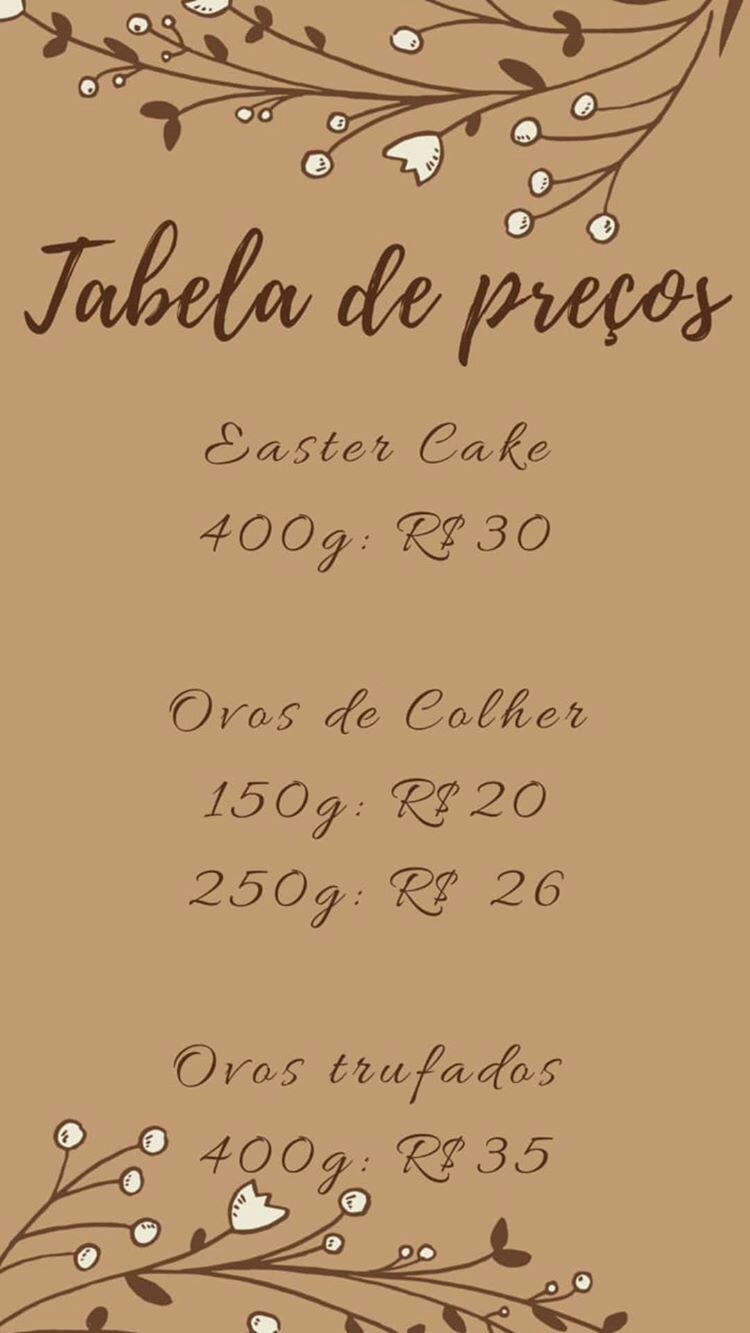 Tabela de preços
Easter Cake
400g: R$ 30
Ovos de Colher
150g: R$ 20
250g: R$ 26
Ovos trufados
400g: R$ 35